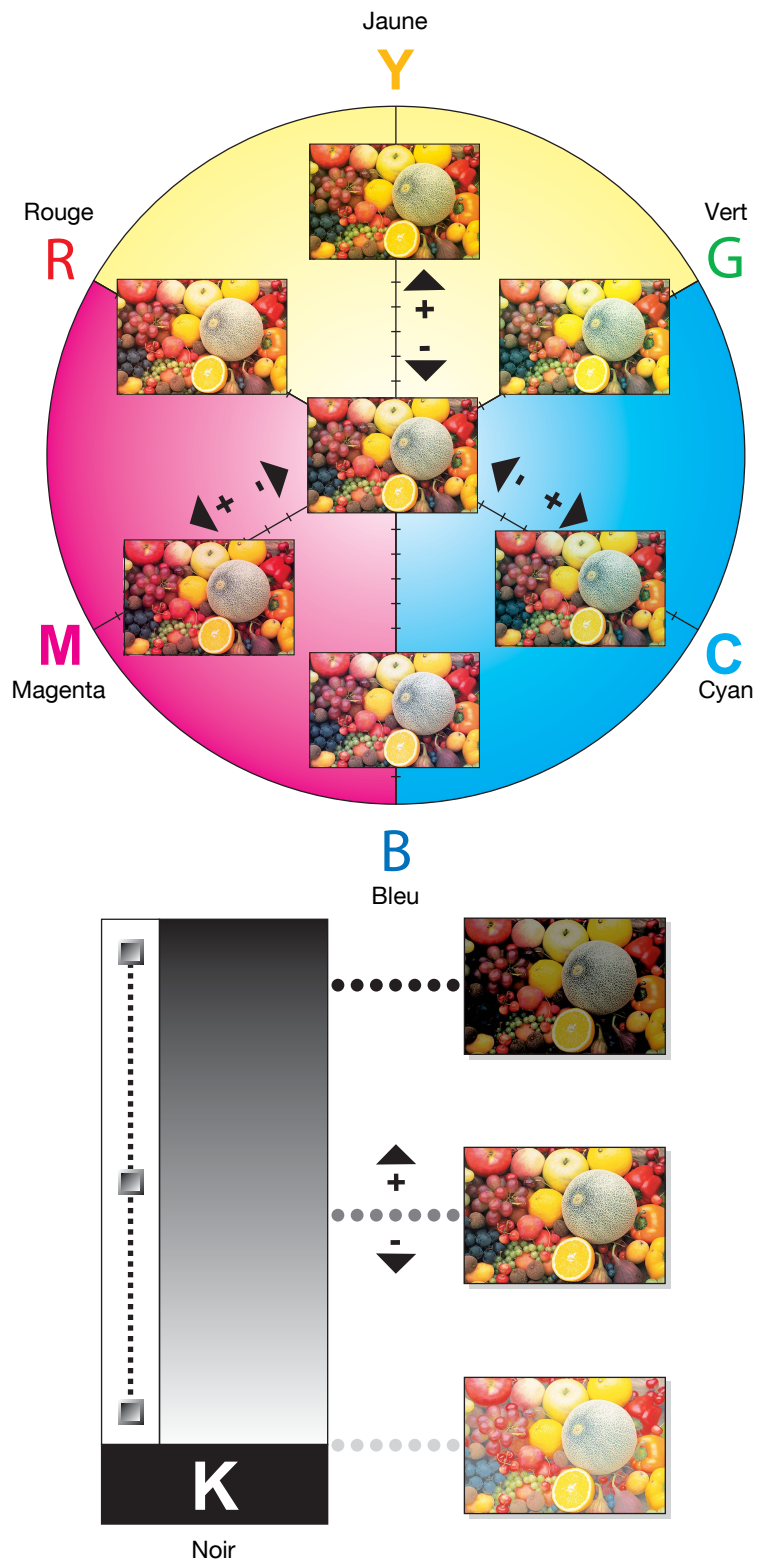 Jaune
Y
Rouge
R
Vert
G
+
-
-
+
-
+
M
Magenta
C
Cyan
B
Bleu
+
-
K
Noir